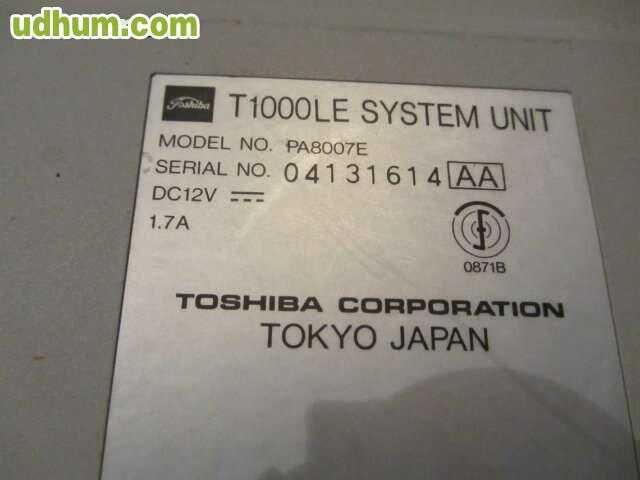 udhum.com
Toshiba T1000LE SYSTEM UNIT
MODEL NO. PA8007E
SERIAL NO. 04131614 AA
DC12V
1.7A
0871B
TOSHIBA CORPORATION
TOKYO JAPAN